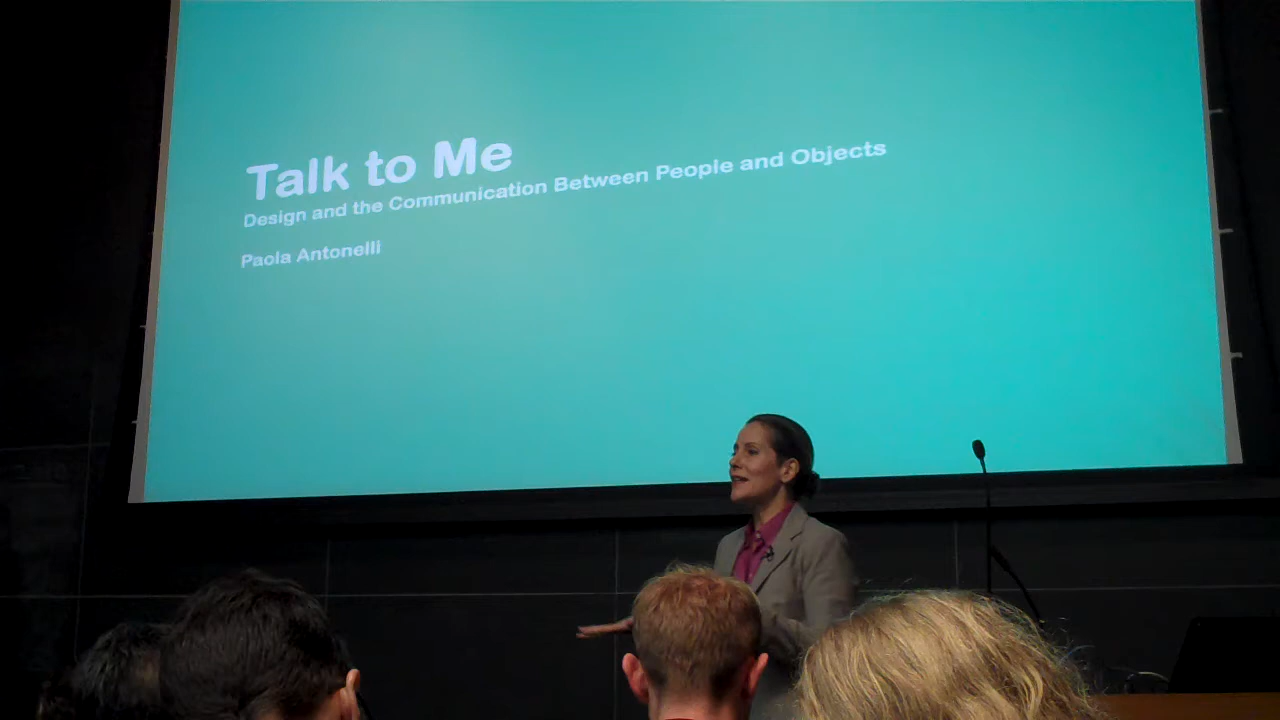 Talk to Me
Design and the Communication Between People and Objects
Paola Antonelli